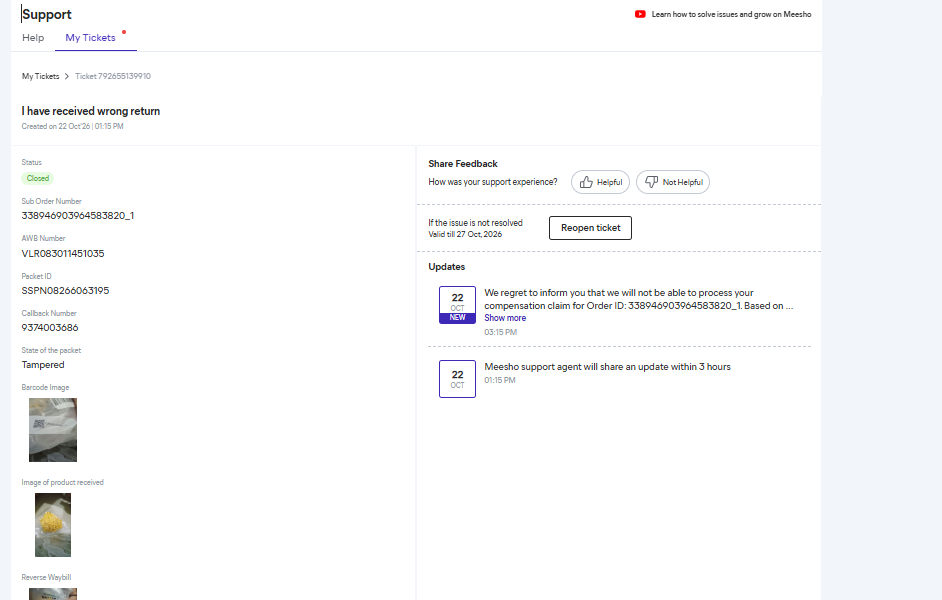 Support
Learn how to solve issues and grow on Meesho
Help
My Tickets
My Tickets > Ticket 792655139910
I have received wrong return
Created on 22 Oct'26 | 01:15 PM
Status
Closed
Sub Order Number
338946903964583820_1
AWB Number
VLR083011451035
Packet ID
SSPN08266063195
Callback Number
9374003686
State of the packet
Tampered
Barcode Image
Image of product received
Reverse Waybill
Share Feedback
How was your support experience?
Helpful
Not Helpful
If the issue is not resolved
Valid till 27 Oct, 2026
Reopen ticket
Updates
22
OCT
NEW
We regret to inform you that we will not be able to process your
compensation claim for Order ID: 338946903964583820_1. Based on ...
Show more
03:15 PM
22
OCT
Meesho support agent will share an update within 3 hours
01:15 PM